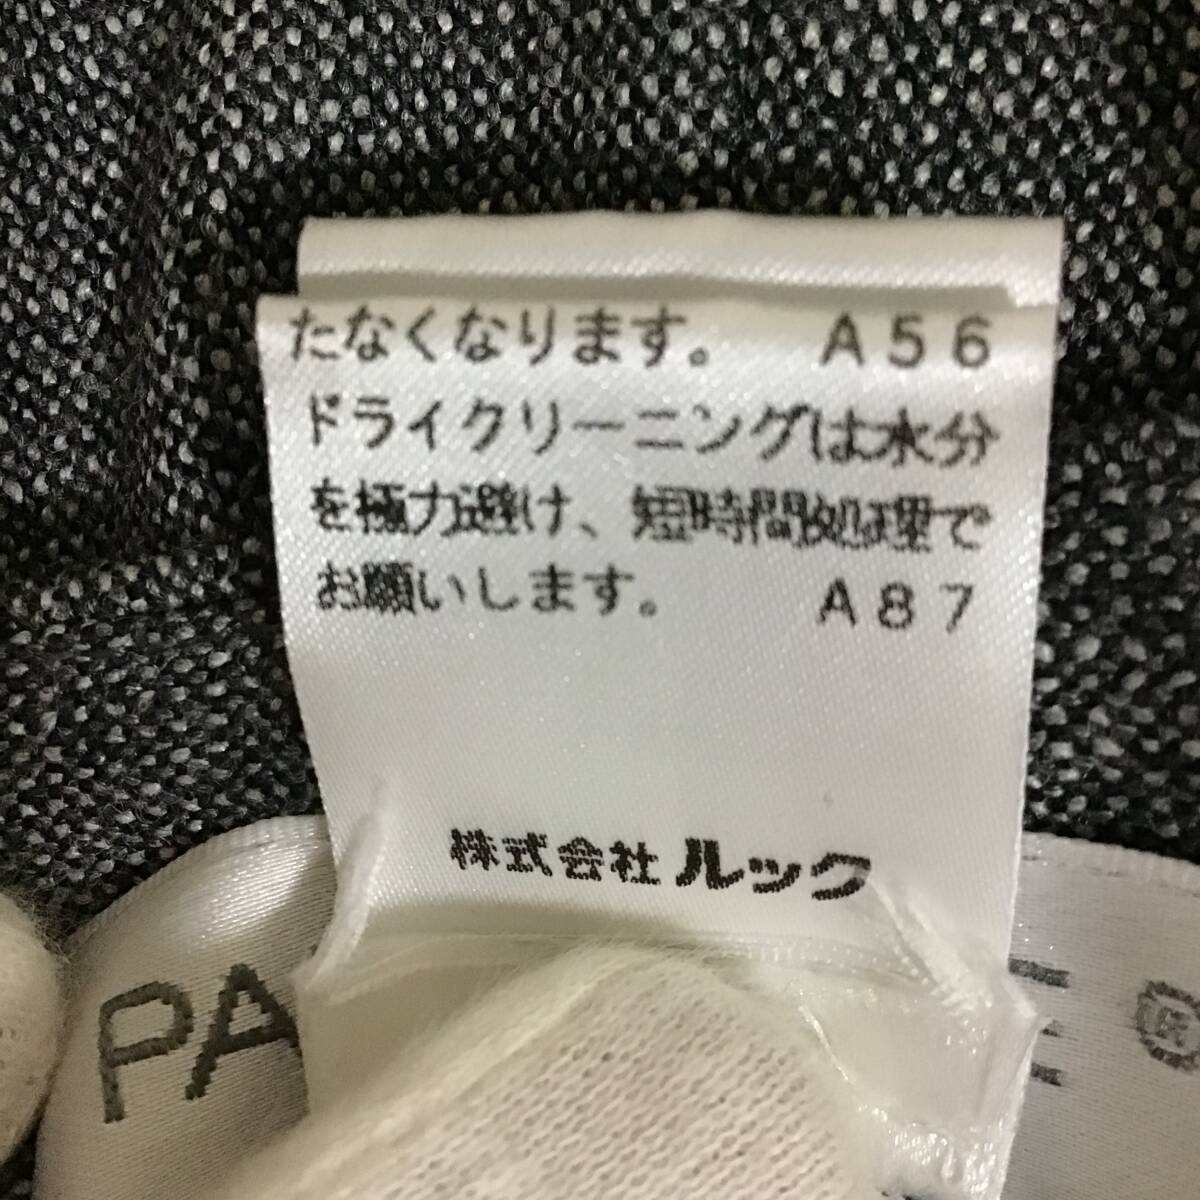 たなくなります。 A56
ドライクリーニングは水分
を極力避け、短時間処理で
お願いします。 A87
株式会社ルック
PA
E ®